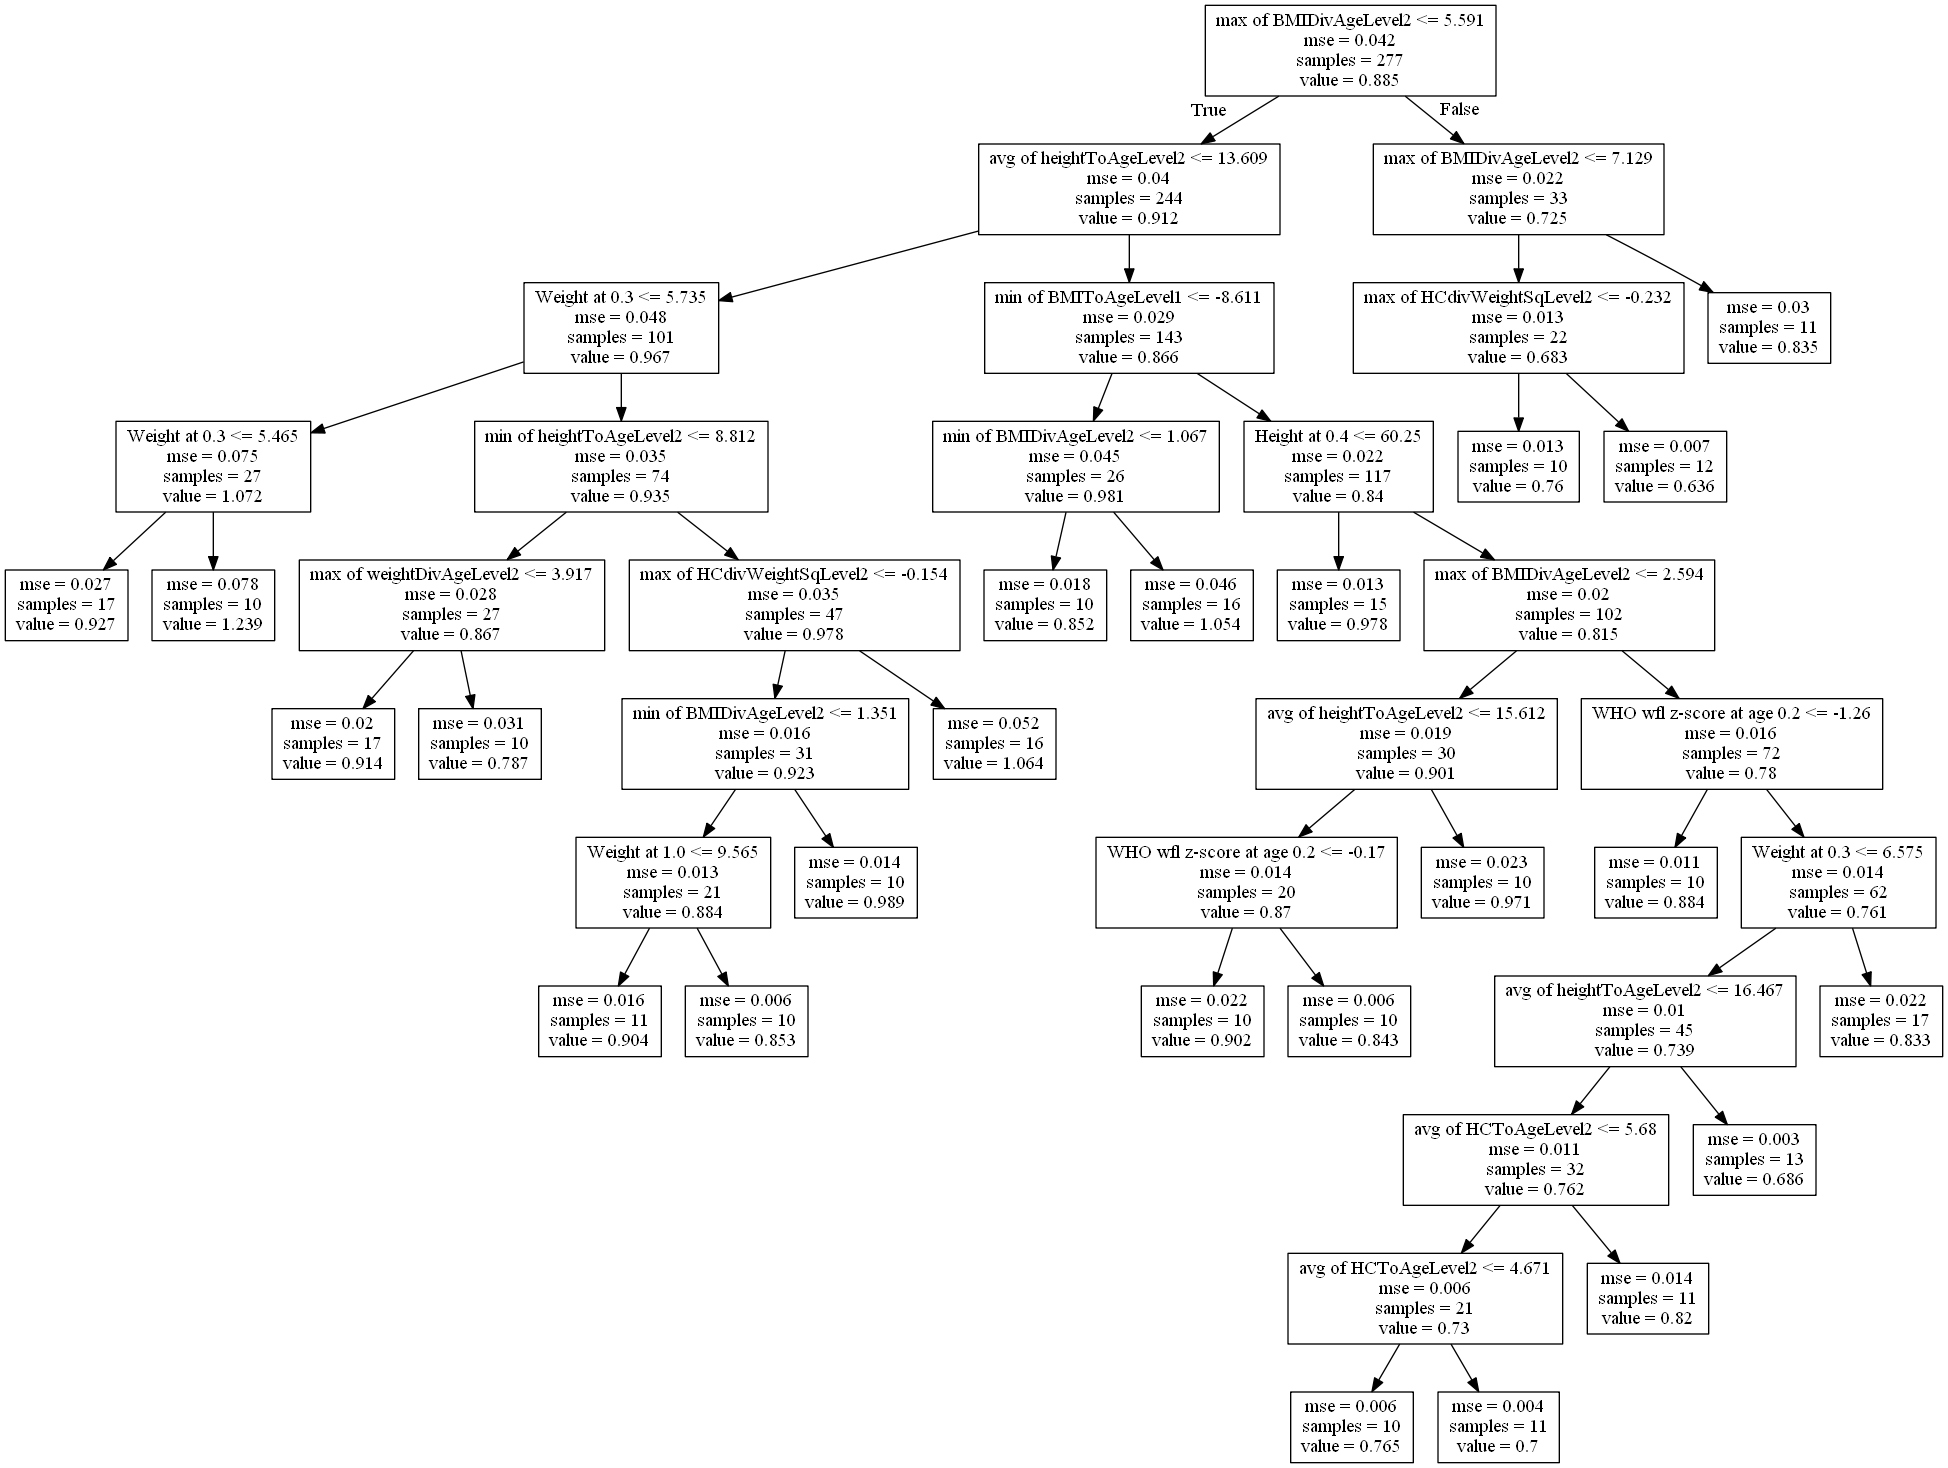 max of BMIDivAgeLevel2 <= 5.591
mse = 0.042
samples = 277
value = 0.885
True
False
avg of heightToAgeLevel2 <= 13.609
mse = 0.04
samples = 244
value = 0.912
max of BMIDivAgeLevel2 <= 7.129
mse = 0.022
samples = 33
value = 0.725
Weight at 0.3 <= 5.735
mse = 0.048
samples = 101
value = 0.967
min of BMIToAgeLevel1 <= -8.611
mse = 0.029
samples = 143
value = 0.866
max of HCdivWeightSqLevel2 <= -0.232
mse = 0.013
samples = 22
value = 0.683
mse = 0.03
samples = 11
value = 0.835
Weight at 0.3 <= 5.465
mse = 0.075
samples = 27
value = 1.072
min of heightToAgeLevel2 <= 8.812
mse = 0.035
samples = 74
value = 0.935
min of BMIDivAgeLevel2 <= 1.067
mse = 0.045
samples = 26
value = 0.981
Height at 0.4 <= 60.25
mse = 0.022
samples = 117
value = 0.84
mse = 0.013
samples = 10
value = 0.76
mse = 0.007
samples = 12
value = 0.636
mse = 0.027
samples = 17
value = 0.927
mse = 0.078
samples = 10
value = 1.239
max of weightDivAgeLevel2 <= 3.917
mse = 0.028
samples = 27
value = 0.867
max of HCdivWeightSqLevel2 <= -0.154
mse = 0.035
samples = 47
value = 0.978
mse = 0.018
samples = 10
value = 0.852
mse = 0.046
samples = 16
value = 1.054
mse = 0.013
samples = 15
value = 0.978
max of BMIDivAgeLevel2 <= 2.594
mse = 0.02
samples = 102
value = 0.815
mse = 0.02
samples = 17
value = 0.914
mse = 0.031
samples = 10
value = 0.787
min of BMIDivAgeLevel2 <= 1.351
mse = 0.016
samples = 31
value = 0.923
mse = 0.052
samples = 16
value = 1.064
avg of heightToAgeLevel2 <= 15.612
mse = 0.019
samples = 30
value = 0.901
WHO wfl z-score at age 0.2 <= -1.26
mse = 0.016
samples = 72
value = 0.78
Weight at 1.0 <= 9.565
mse = 0.013
samples = 21
value = 0.884
mse = 0.014
samples = 10
value = 0.989
WHO wfl z-score at age 0.2 <= -0.17
mse = 0.014
samples = 20
value = 0.87
mse = 0.023
samples = 10
value = 0.971
mse = 0.011
samples = 10
value = 0.884
Weight at 0.3 <= 6.575
mse = 0.014
samples = 62
value = 0.761
mse = 0.016
samples = 11
value = 0.904
mse = 0.006
samples = 10
value = 0.853
mse = 0.022
samples = 10
value = 0.902
mse = 0.006
samples = 10
value = 0.843
avg of heightToAgeLevel2 <= 16.467
mse = 0.01
samples = 45
value = 0.739
mse = 0.022
samples = 17
value = 0.833
avg of HCToAgeLevel2 <= 5.68
mse = 0.011
samples = 32
value = 0.762
mse = 0.003
samples = 13
value = 0.686
avg of HCToAgeLevel2 <= 4.671
mse = 0.006
samples = 21
value = 0.73
mse = 0.014
samples = 11
value = 0.82
mse = 0.006
samples = 10
value = 0.765
mse = 0.004
samples = 11
value = 0.7